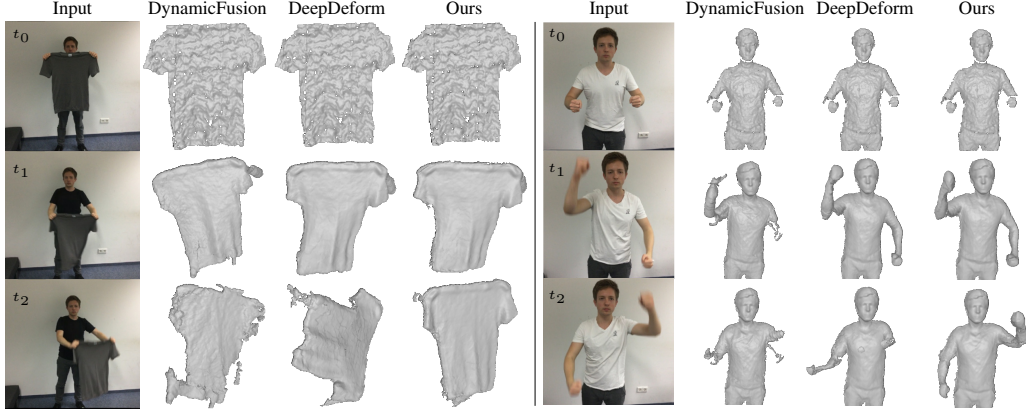 Input DynamicFusion DeepDeform Ours Input DynamicFusion DeepDeform Ours
t0
t0
t1
t1
t2
t2